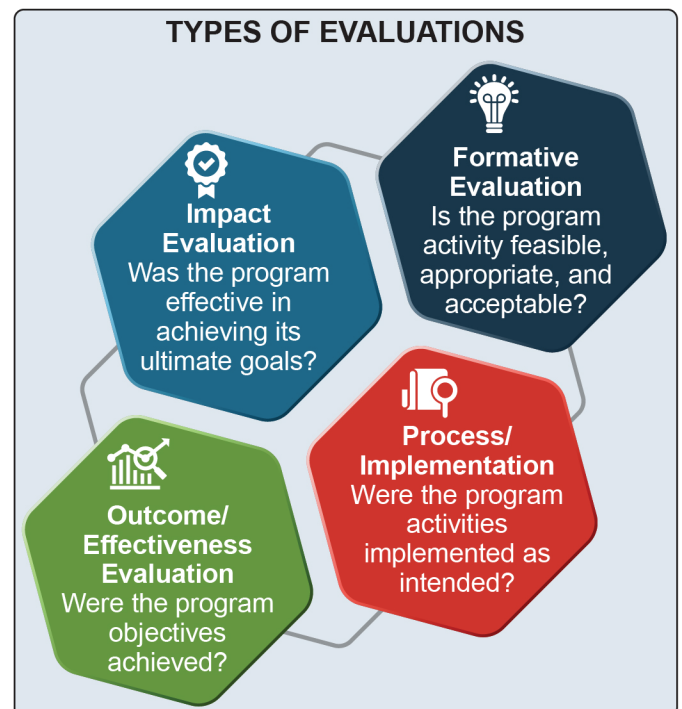 TYPES OF EVALUATIONS
Formative
Evaluation
Is the program
activity feasible,
appropriate, and
acceptable?
Impact
Evaluation
Was the program
effective in
achieving its
ultimate goals?
Process/
Implementation
Were the program
activities
implemented as
intended?
Outcome/
Effectiveness
Evaluation
Were the program
objectives
achieved?